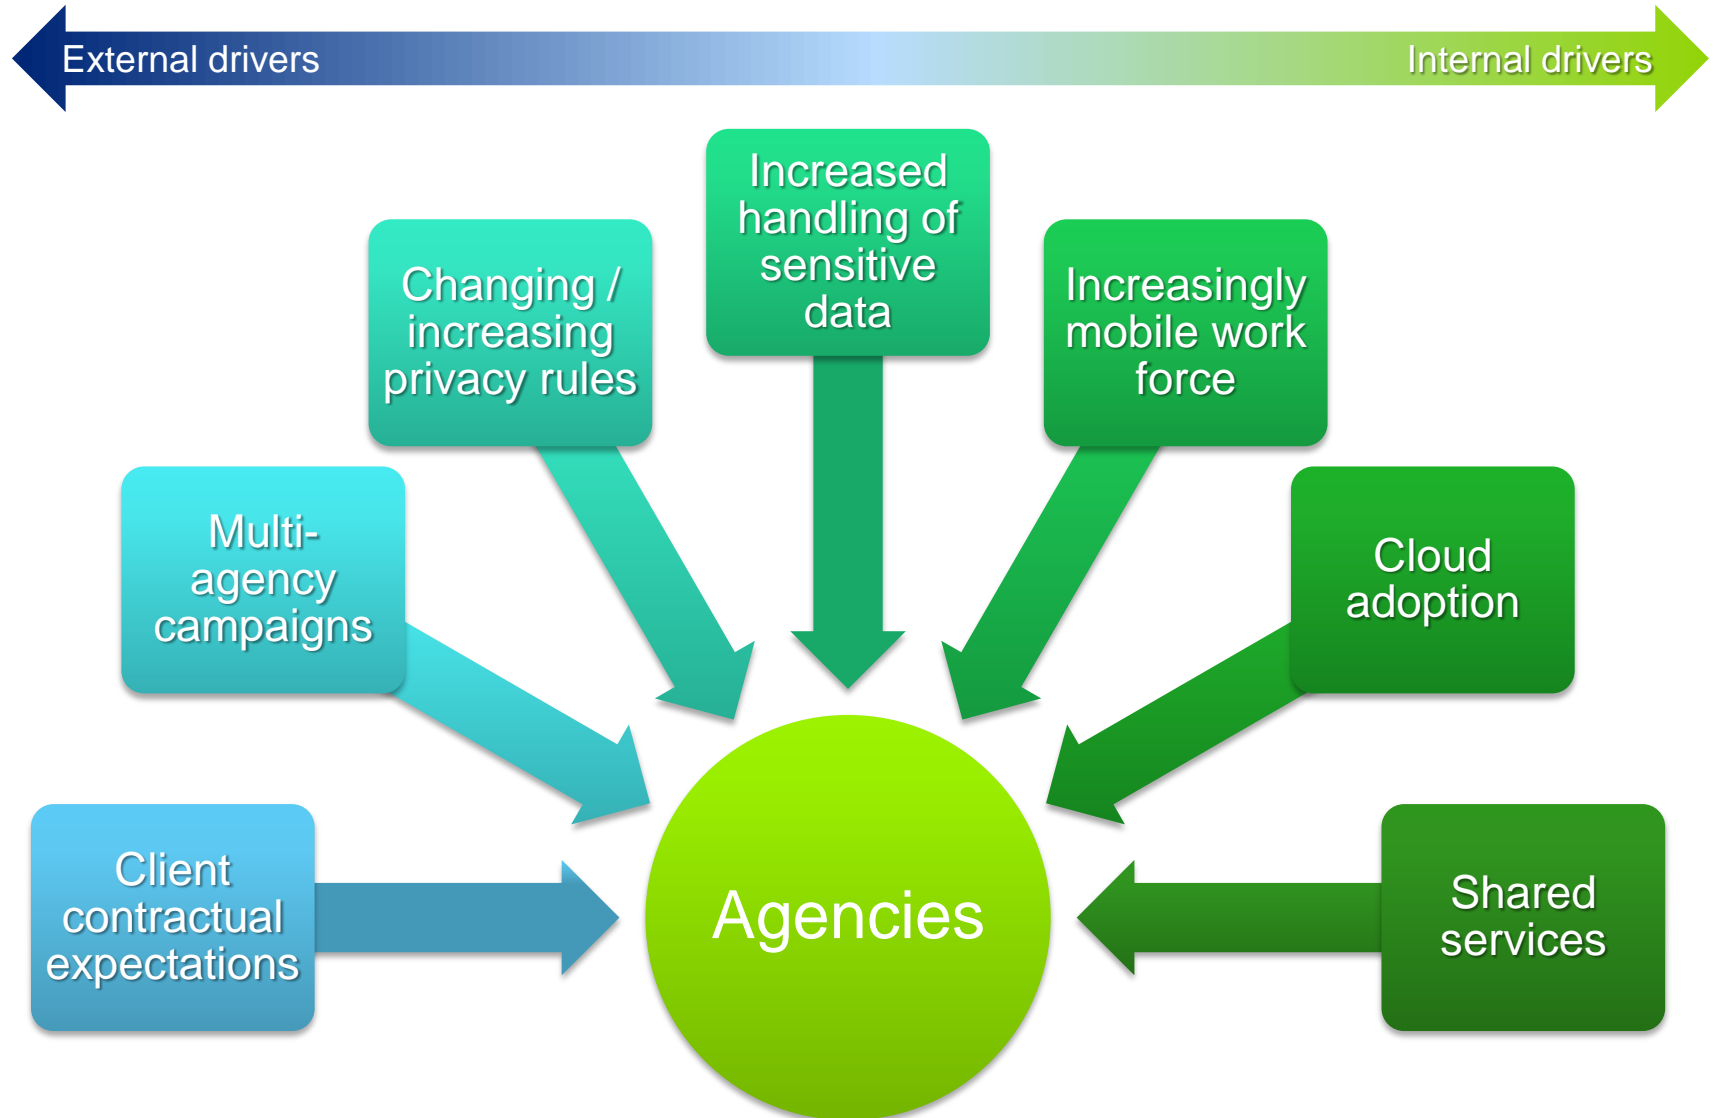 External drivers
Internal drivers
Increased
handling of
sensitive
data
Changing /
increasing
privacy rules
Increasingly
mobile work
force
Multi-
agency
campaigns
Cloud
adoption
Client
contractual
expectations
Agencies
Shared
services